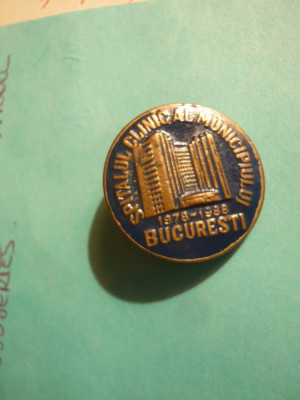 SPITALUL CLINIC AL MUNICIPIULUI
1978-1988
BUCURESTI